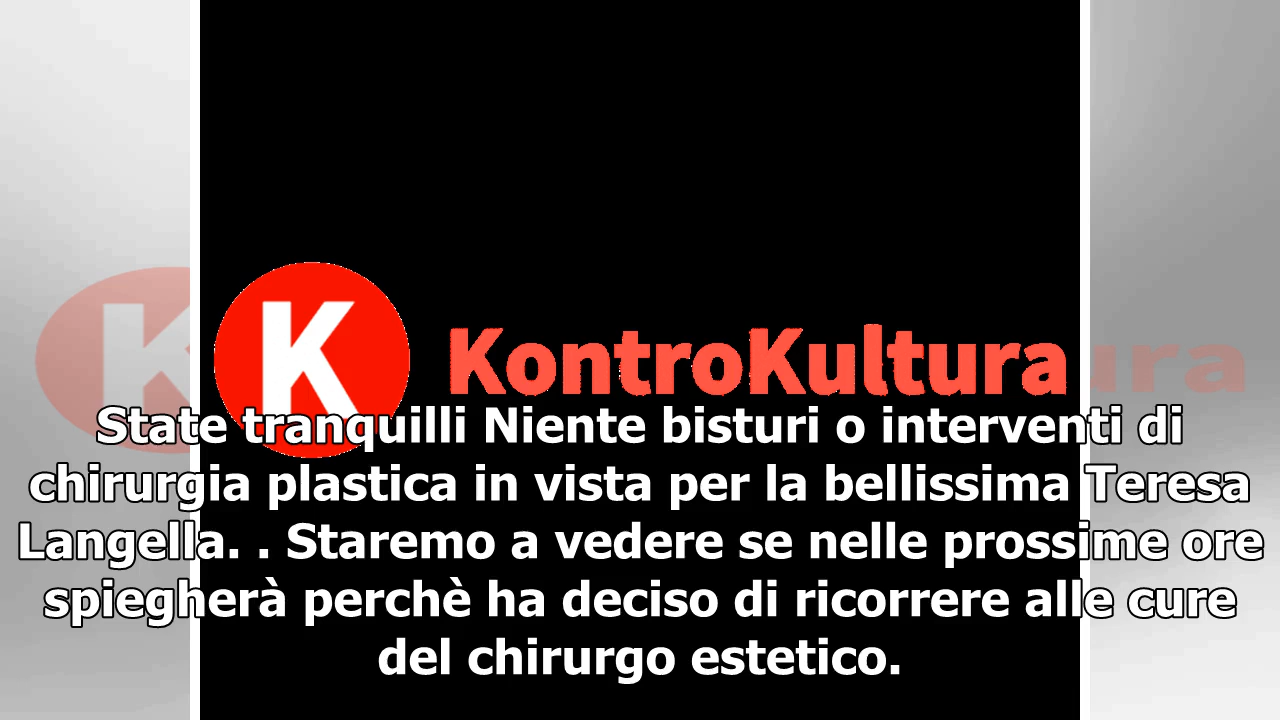 K KontroKultura
State tranquilli Niente bisturi o interventi di
chirurgia plastica in vista per la bellissima Teresa
Langella. . Staremo a vedere se nelle prossime ore
spiegherà perchè ha deciso di ricorrere alle cure
del chirurgo estetico.
K ura